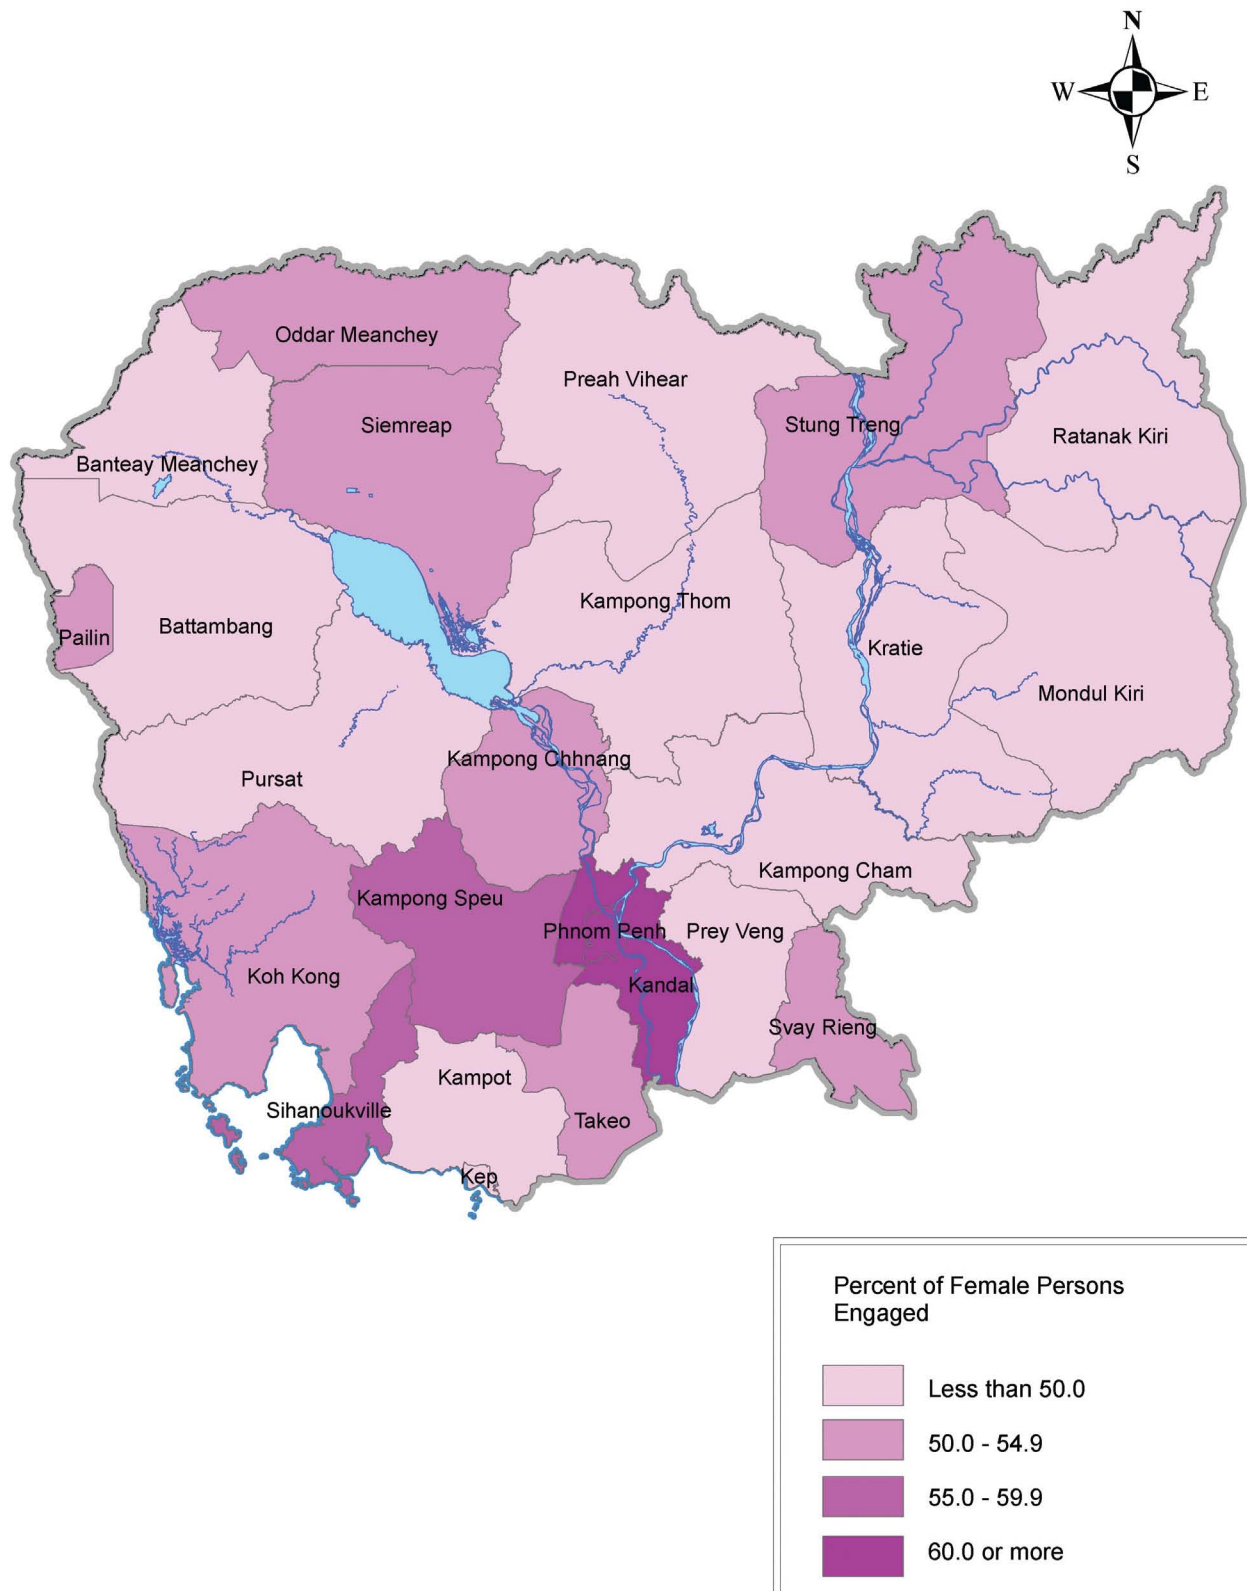 N
W
E
S
Oddar Meanchey
Preah Vihear
Siemreap
Stung Treng
Ratanak Kiri
Banteay Meanchey
Kampong Thom
Battambang
Pailin
Kratie
Mondul Kiri
Kampong Chhnang
Pursat
Kampong Cham
Kampong Speu
Phnom Penh
Prey Veng
Koh Kong
Kandal
Svay Rieng
Kampot
Sihanoukville
Takeo
Kep
Percent of Female Persons
Engaged
Less than 50.0
50.0 - 54.9
55.0 - 59.9
60.0 or more